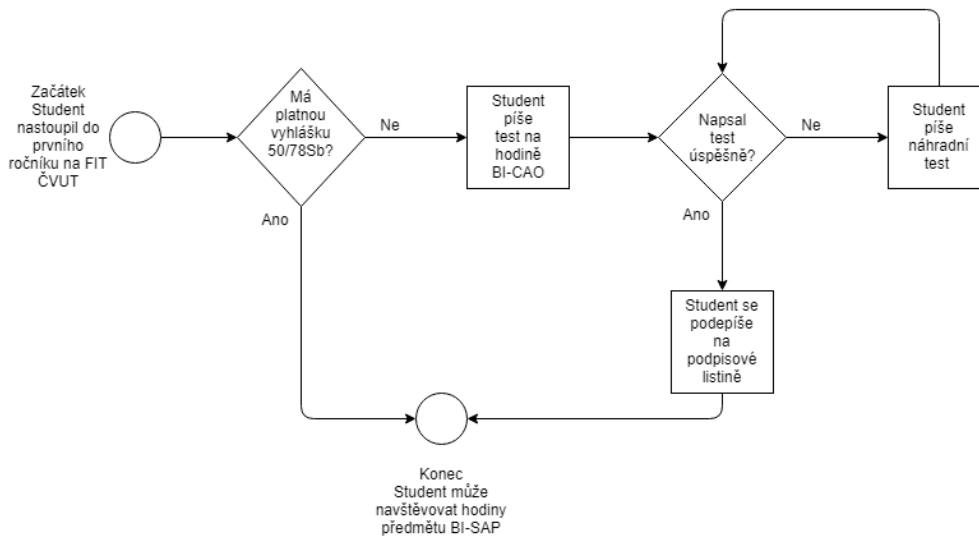 Začátek
Student
nastoupil do
prvního
ročníku na FIT
ČVUT
Má
platnou
vyhlášku
50/78Sb?
Ne
Student
píše
test na
hodině
BI-CAO
Napsal
test
úspěšně?
Ne
Student
píše
náhradní
test
Ano
Ano
Student se
podepíše
na
podpisové
listině
Konec
Student může
navštěvovat hodiny
předmětu BI-SAP